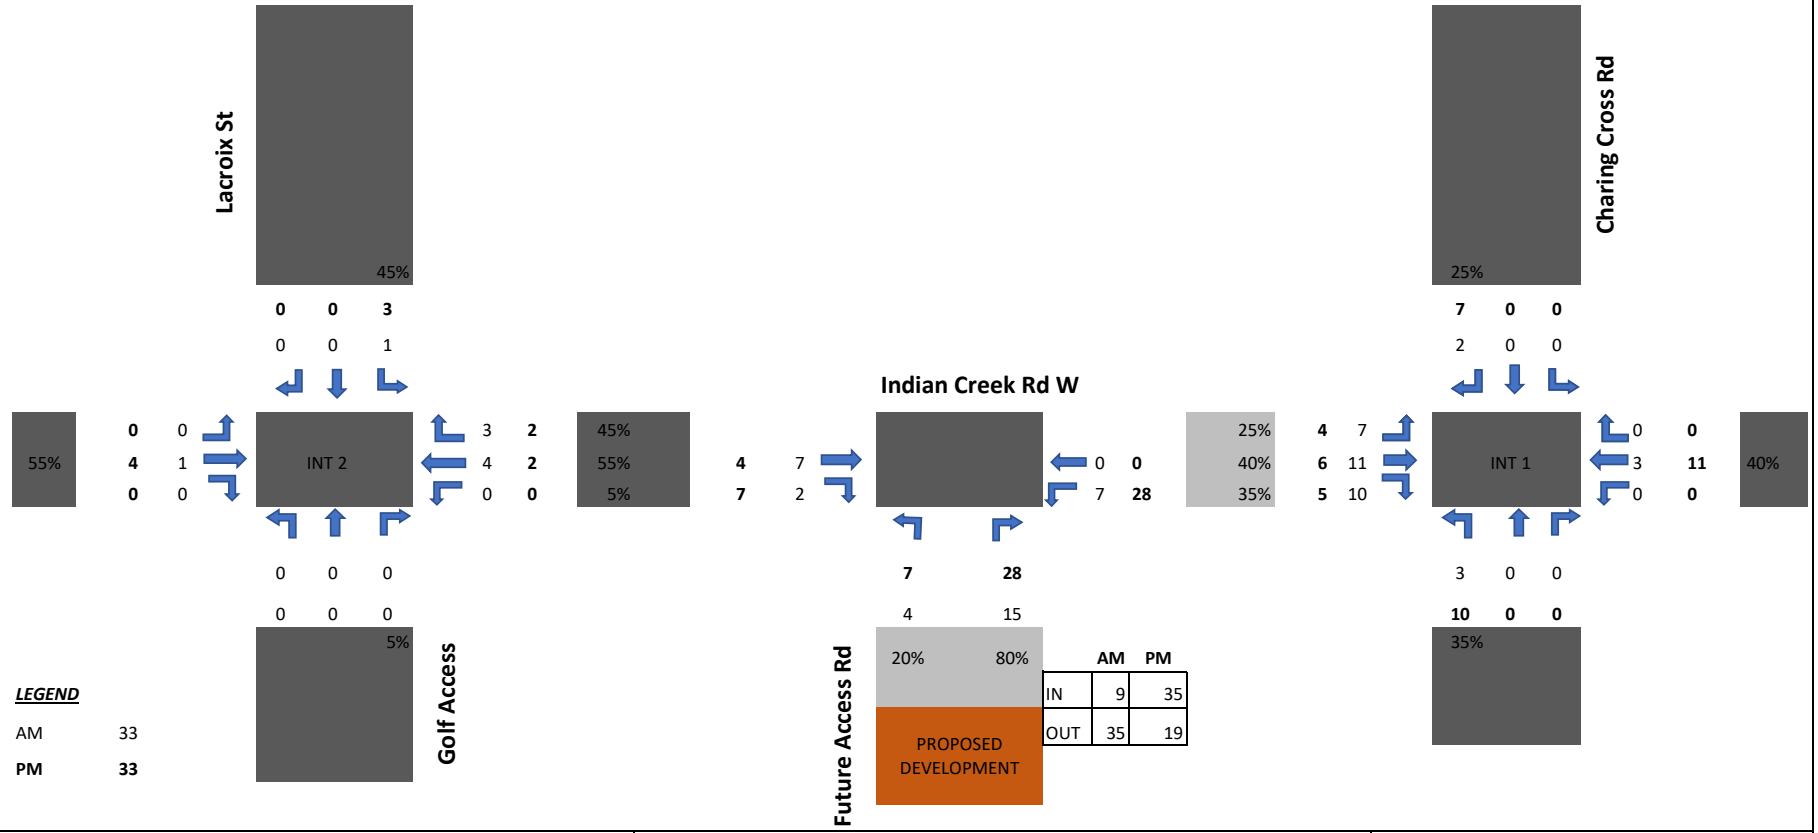 Lacroix St
Charing Cross Rd
45%
25%
0 0 3
7 0 0
0 0 1
2 0 0
Indian Creek Rd W
0 0
3 2
45%
25%
4 7
0 0
55%
4 1
INT 2
4 2
55%
4 7
0 0
40%
6 11
INT 1
3 11
40%
0 0
0 0
5%
7 2
7 28
35%
5 10
0 0
0 0 0
7 28
3 0 0
0 0 0
4 15
10 0 0
5%
Golf Access
Future Access Rd
20% 80%
35%
AM PM
IN 9 35
OUT 35 19
PROPOSED
DEVELOPMENT
LEGEND
AM 33
PM 33